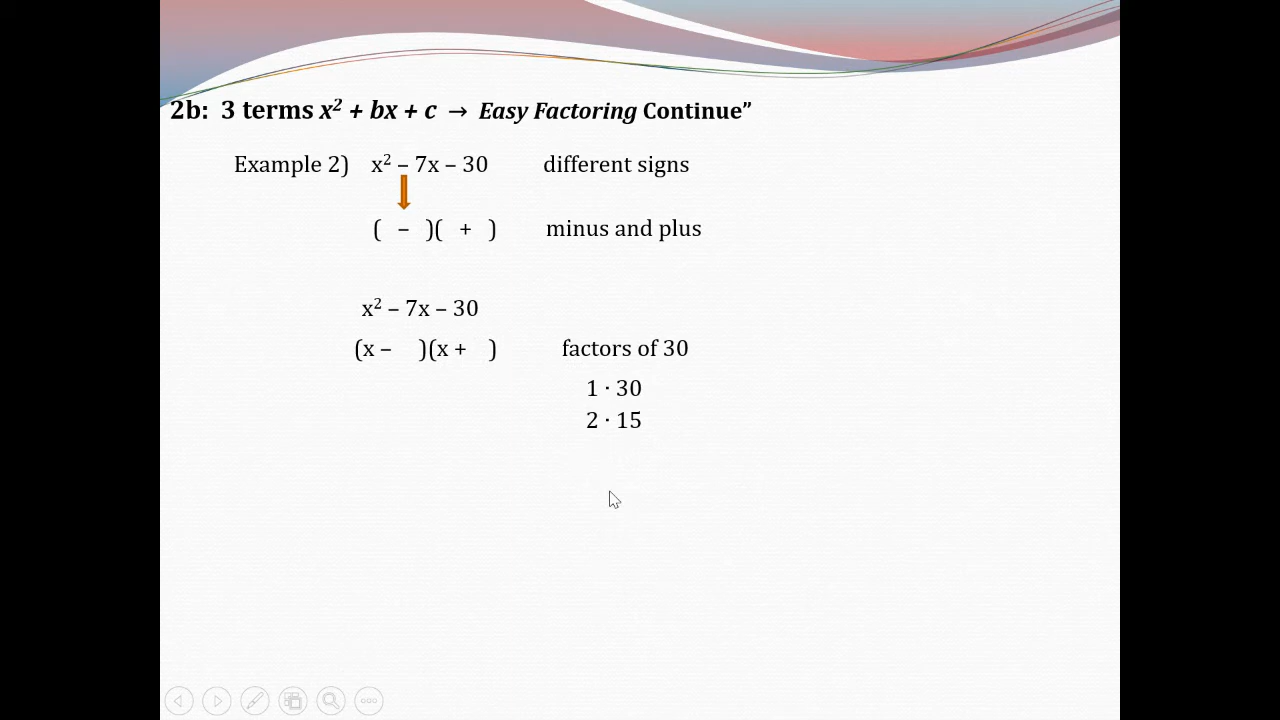 2b: 3 terms x² + bx + c → Easy Factoring Continue”
Example 2) x² – 7x – 30 different signs
( – )( + ) minus and plus
x² – 7x – 30
(x – )(x + ) factors of 30
1 · 30
2 · 15